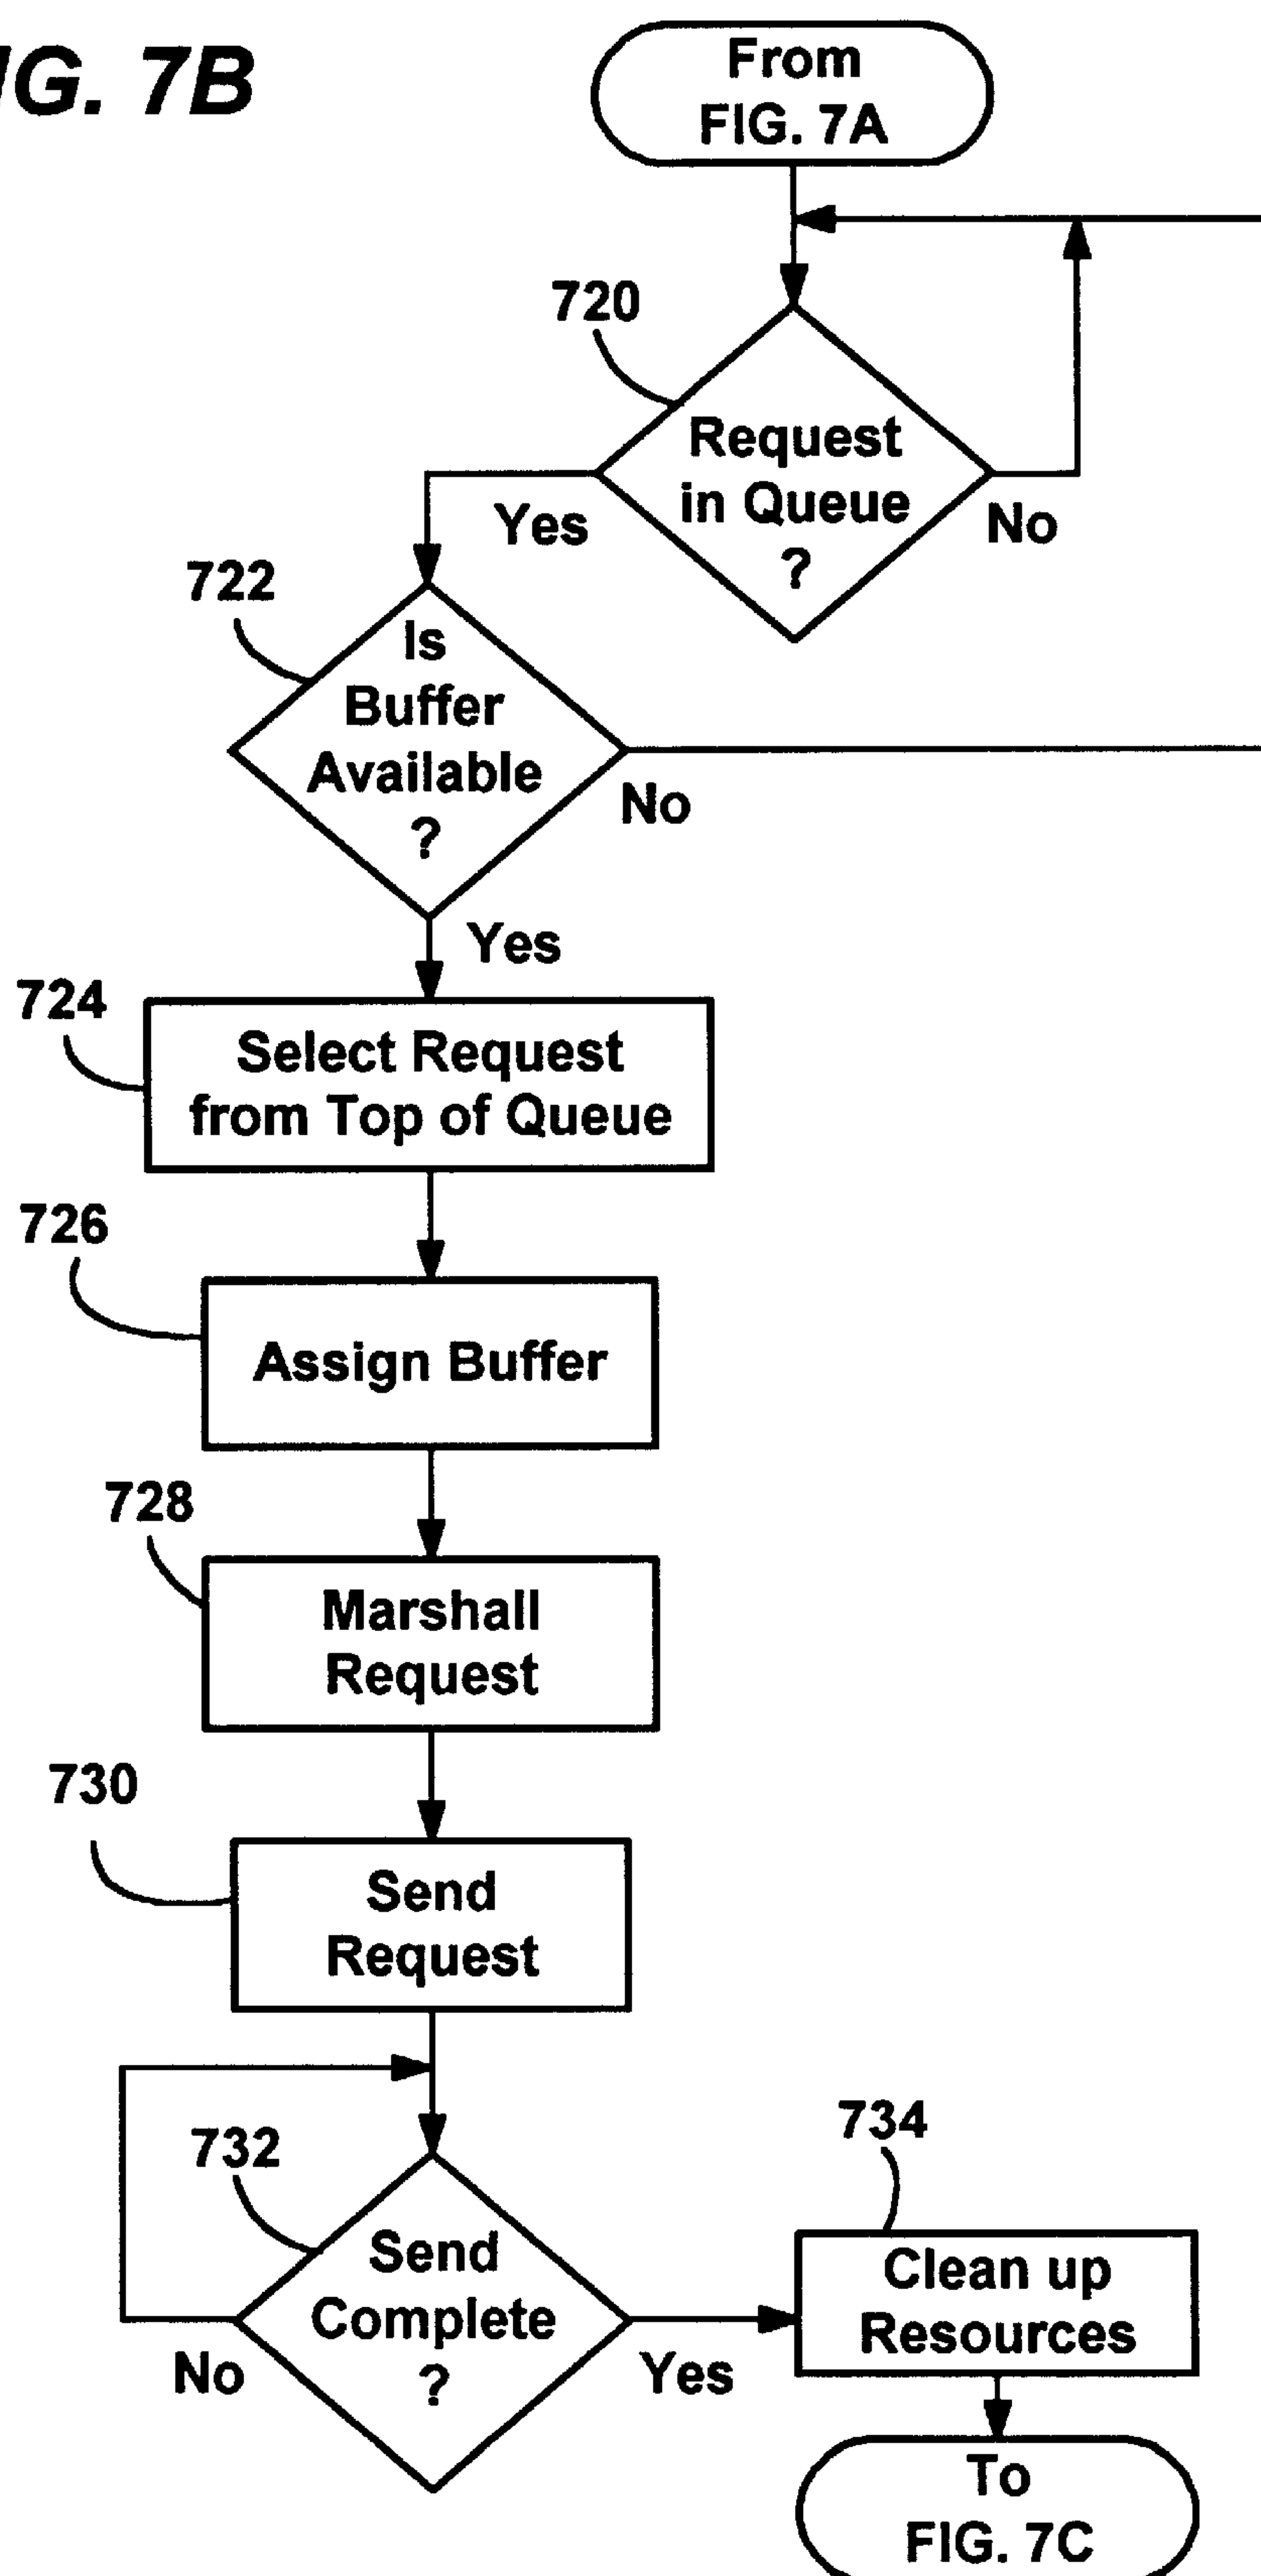 IG. 7B
From
FIG. 7A
720
Request
in Queue
?
Yes
No
722
Is
Buffer
Available
?
No
Yes
724
Select Request
from Top of Queue
726
Assign Buffer
728
Marshall
Request
730
Send
Request
732
Send
Complete
?
No
Yes
734
Clean up
Resources
To
FIG. 7C